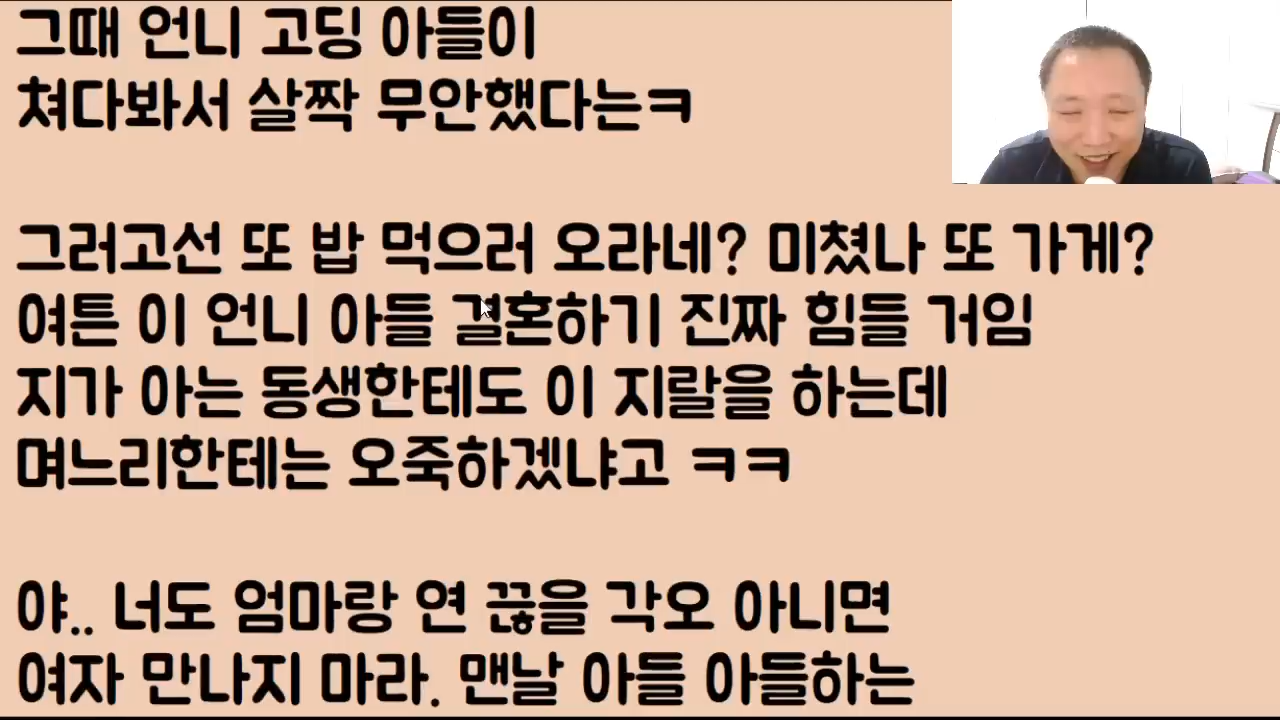 그때 언니 고딩 아들이
쳐다봐서 살짝 무안했다는ㅋ
그러고선 또 밥 먹으러 오라네? 미쳤나 또 가게?
여튼 이 언니 아들 결혼하기 진짜 힘들 거임
지가 아는 동생한테도 이 지랄을 하는데
며느리한테는 오죽하겠냐고 ㅋㅋ
야.. 너도 엄마랑 연 끊을 각오 아니면
여자 만나지 마라. 맨날 아들 아들하는